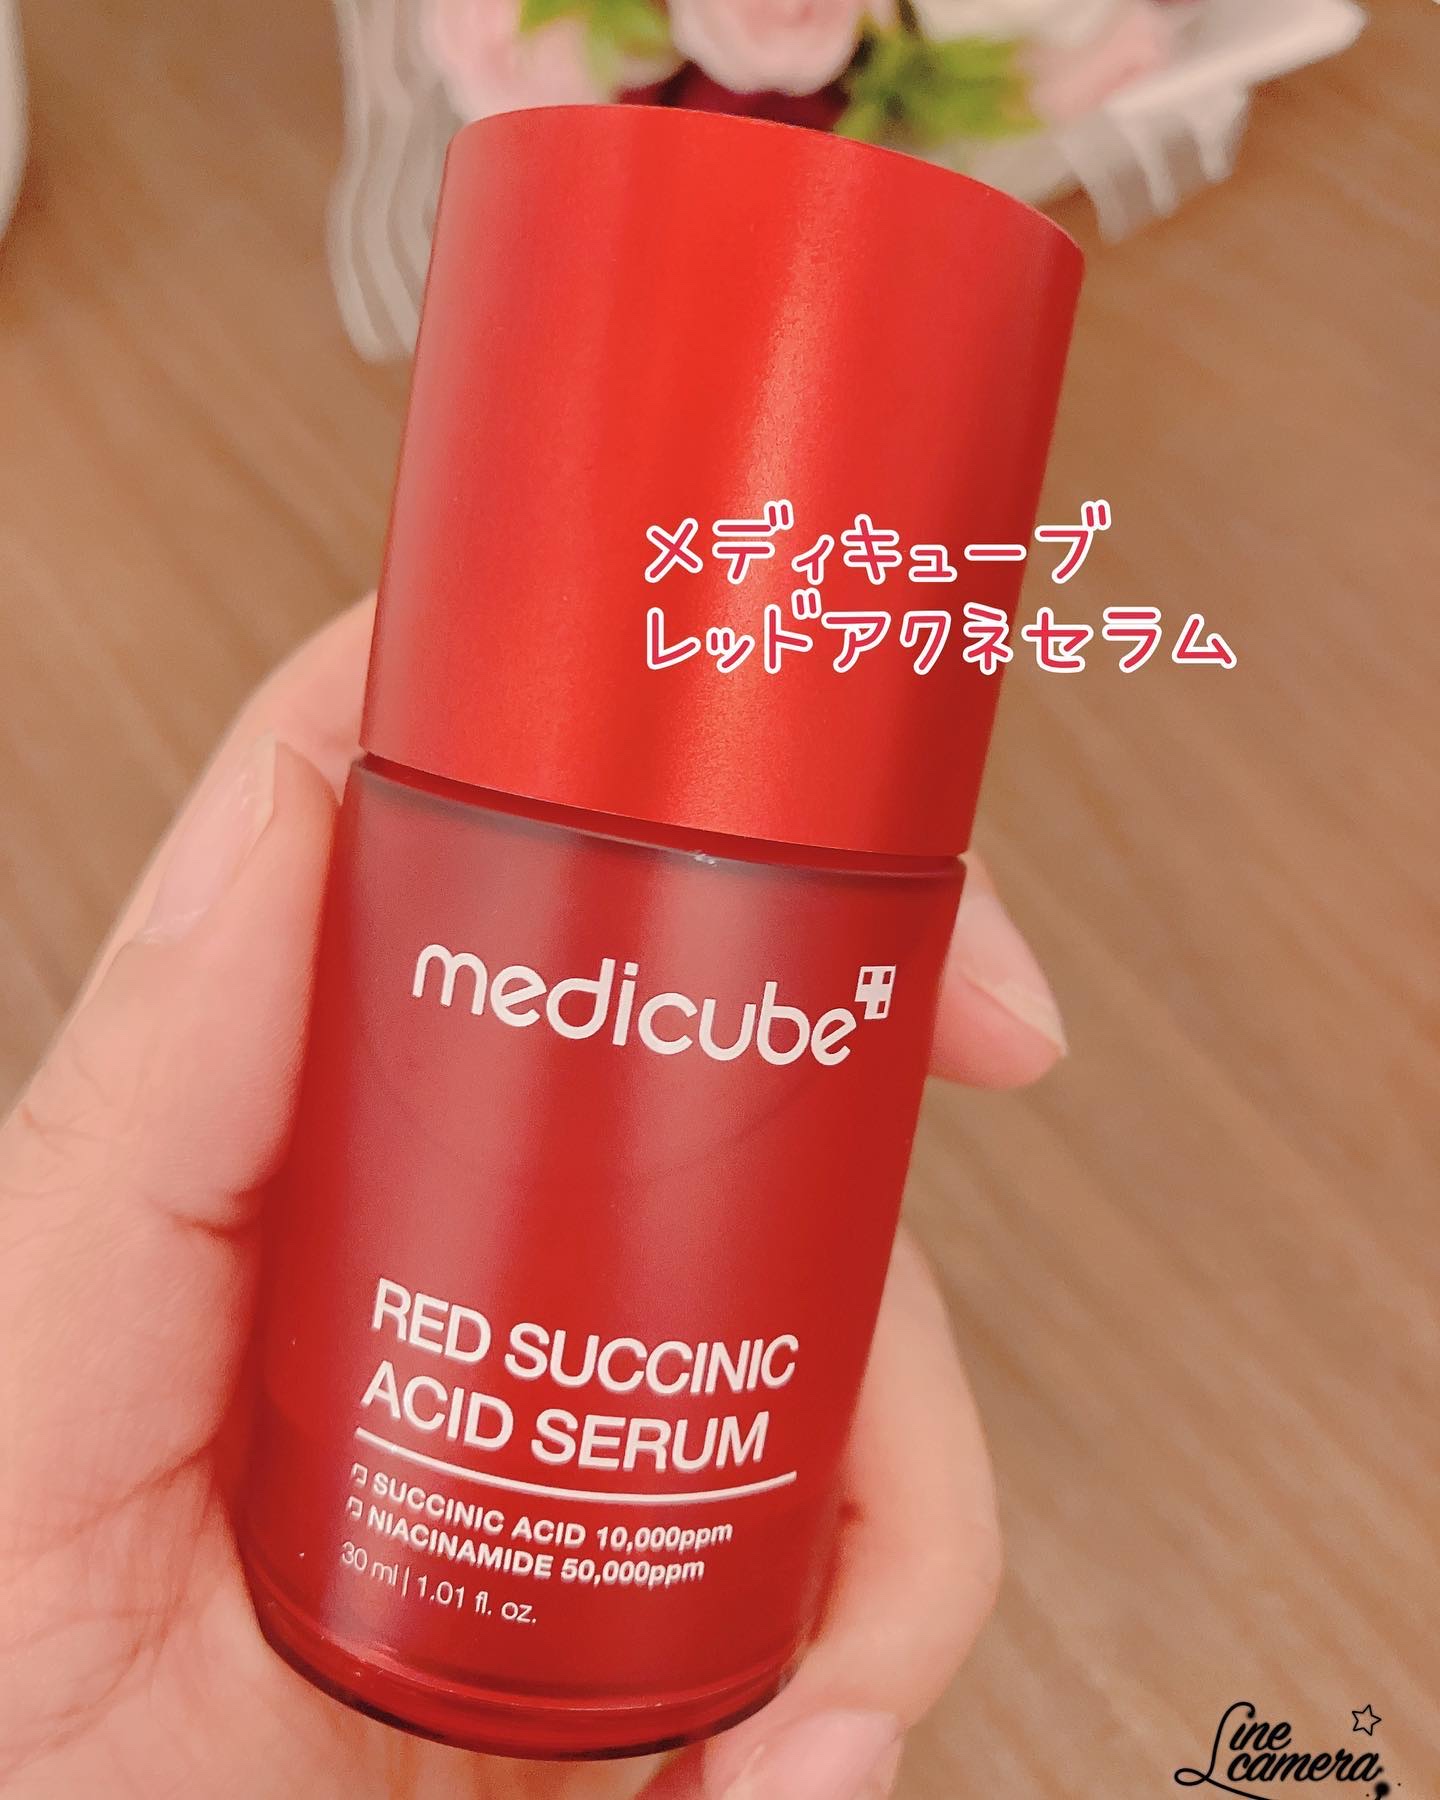 メディキューブ
レッドアクネセラム
medicube
RED SUCCINIC
ACID SERUM
SUCCINIC ACID 10,000ppm
NIACINAMIDE 50,000ppm
30 ml | 1.01 fl. oz.
Line
camera